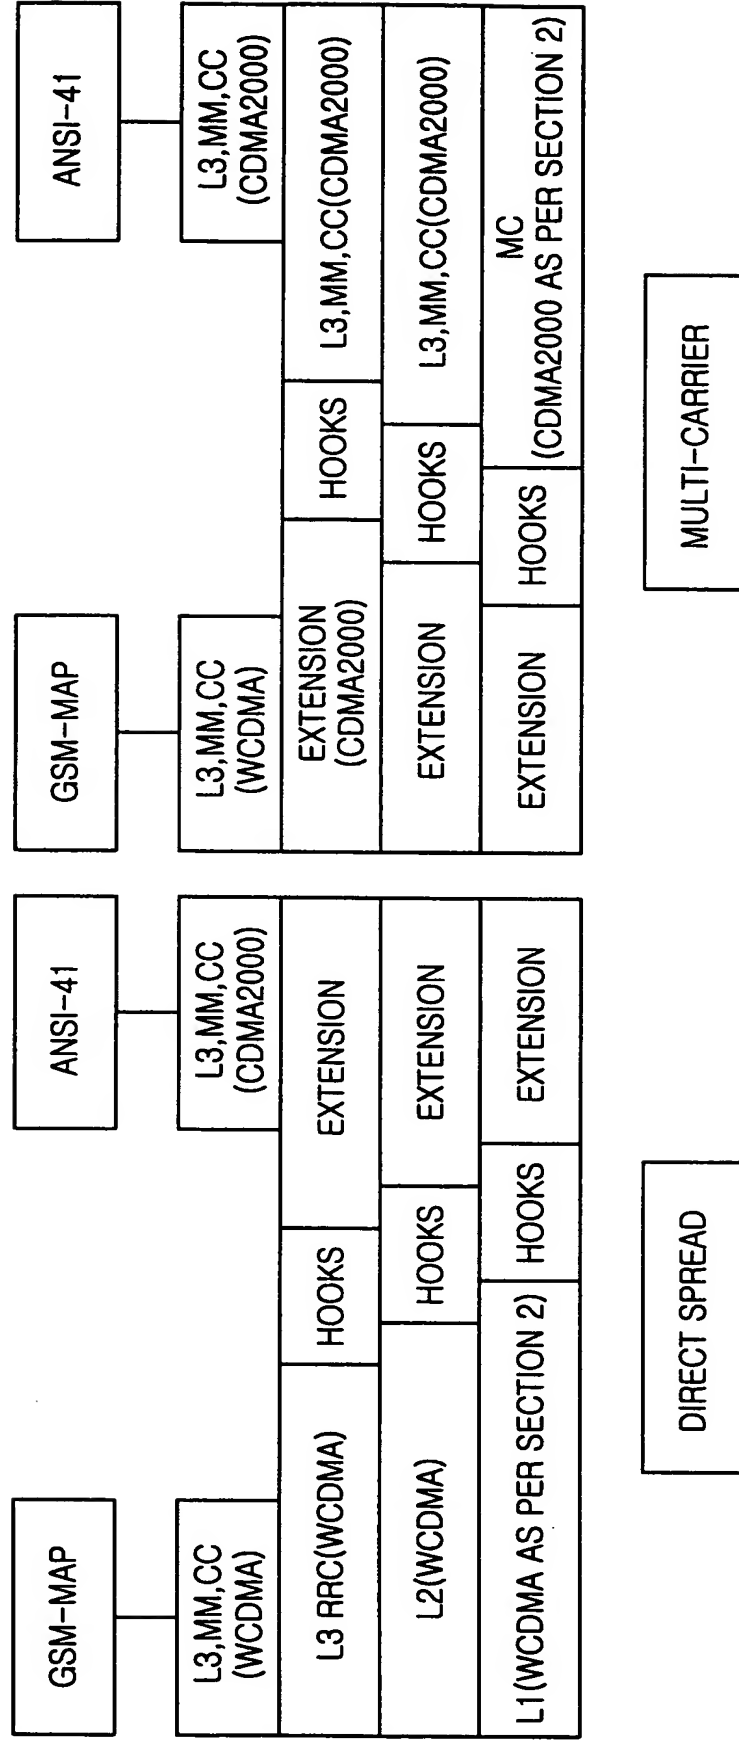 GSM-MAP
ANSI-41
GSM-MAP
ANSI-41
L3,MM,CC
(WCDMA)
L3,MM,CC
(CDMA2000)
L3,MM,CC
(WCDMA)
L3,MM,CC
(CDMA2000)
L3 RRC(WCDMA)
HOOKS
EXTENSION
EXTENSION
(CDMA2000)
HOOKS
L3,MM,CC(CDMA2000)
L2(WCDMA)
HOOKS
EXTENSION
EXTENSION
HOOKS
L3,MM,CC(CDMA2000)
L1(WCDMA AS PER SECTION 2)
HOOKS
EXTENSION
EXTENSION
HOOKS
MC
(CDMA2000 AS PER SECTION 2)
DIRECT SPREAD
MULTI-CARRIER